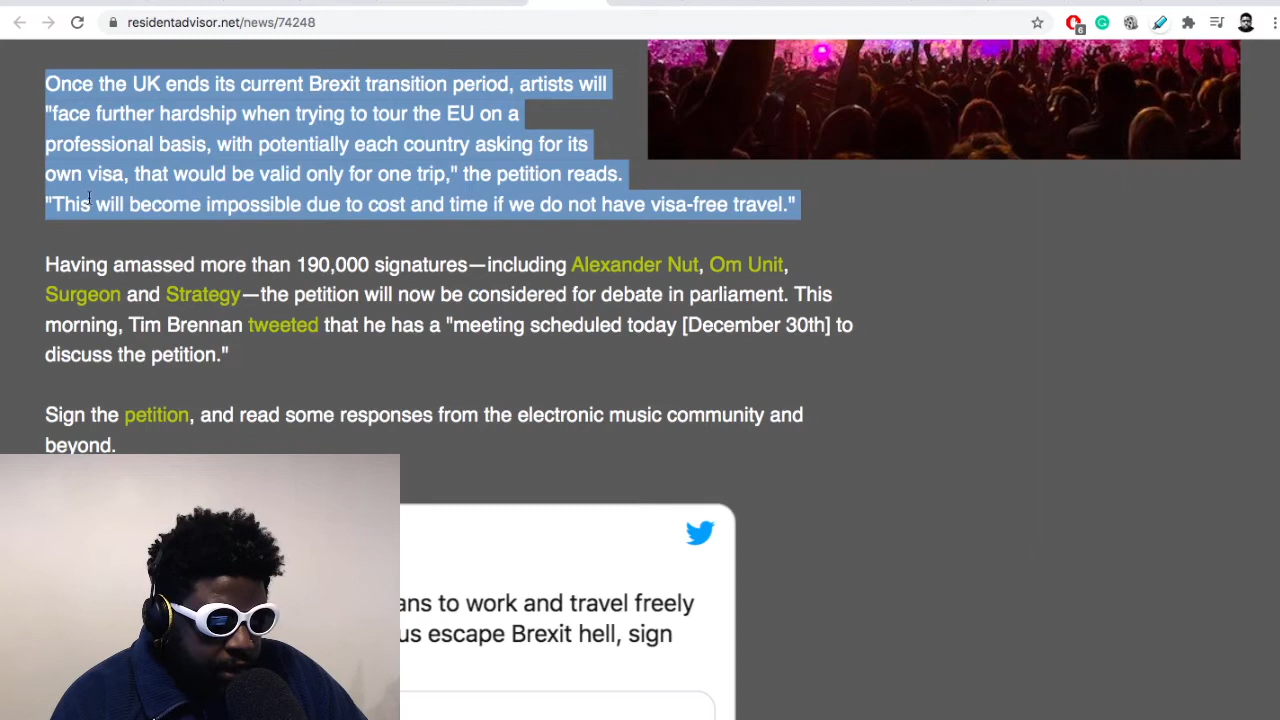 residentadvisor.net/news/74248
6
Once the UK ends its current Brexit transition period, artists will
"face further hardship when trying to tour the EU on a
professional basis, with potentially each country asking for its
own visa, that would be valid only for one trip," the petition reads.
"This will become impossible due to cost and time if we do not have visa-free travel."
Having amassed more than 190,000 signatures—including Alexander Nut, Om Unit,
Surgeon and Strategy—the petition will now be considered for debate in parliament. This
morning, Tim Brennan tweeted that he has a "meeting scheduled today [December 30th] to
discuss the petition."
Sign the petition, and read some responses from the electronic music community and
beyond.
ans to work and travel freely
us escape Brexit hell, sign